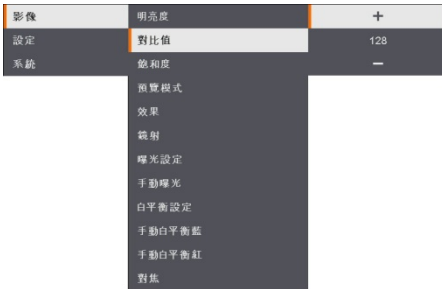 影像
設定
系統
明亮度
對比值
飽和度
預覽模式
效果
鏡射
曝光設定
手動曝光
白平衡設定
手動白平衡藍
手動白平衡紅
對焦
+
128
−